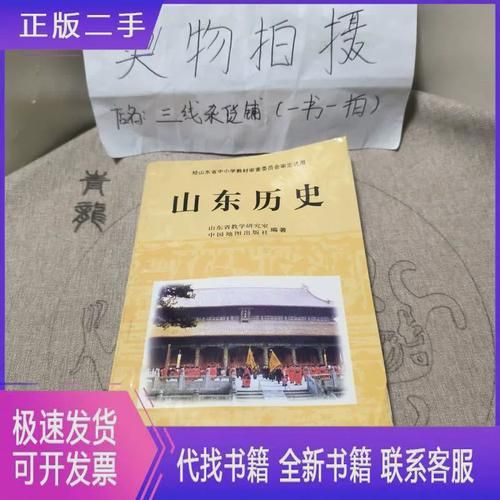 正版二手
实物拍摄
店名：三线杂货铺（一书一拍）
经山东省中小学教材审查委员会审定试用
山东历史
山东省教学研究室
中国地图出版社 编著
青龍
极速发货
可开发票
代找书籍 全新书籍 联系客服